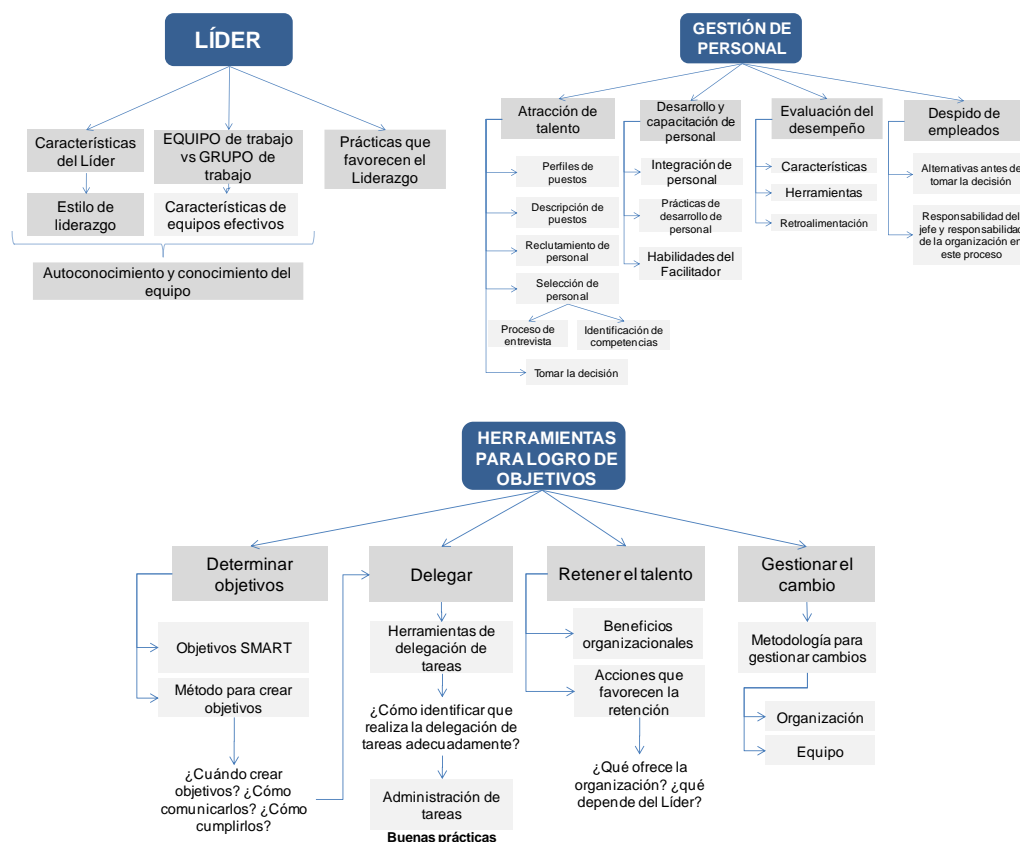 LÍDER
Características
del Líder
EQUIPO de trabajo
vs GRUPO de
trabajo
Prácticas que
favorecen el
Liderazgo
Estilo de
liderazgo
Características de
equipos efectivos
Autoconocimiento y conocimiento del
equipo
GESTIÓN DE
PERSONAL
Atracción de
talento
Perfiles de
puestos
Descripción de
puestos
Reclutamiento de
personal
Selección de
personal
Proceso de
entrevista
Identificación de
competencias
Tomar la decisión
Desarrollo y
capacitación de
personal
Integración de
personal
Prácticas de
desarrollo de
personal
Habilidades del
Facilitador
Evaluación del
desempeño
Características
Herramientas
Retroalimentación
Despido de
empleados
Alternativas antes de
tomar la decisión
Responsabilidad del
jefe y responsabilidad
de la organización en
este proceso
HERRAMIENTAS
PARA LOGRO DE
OBJETIVOS
Determinar
objetivos
Objetivos SMART
Método para crear
objetivos
¿Cuándo crear
objetivos? ¿Cómo
comunicarlos? ¿Cómo
cumplirlos?
Delegar
Herramientas de
delegación de
tareas
¿Cómo identificar que
realiza la delegación de
tareas adecuadamente?
Administración de
tareas
Buenas prácticas
Retener el talento
Beneficios
organizacionales
Acciones que
favorecen la
retención
¿Qué ofrece la
organización? ¿qué
depende del Líder?
Gestionar el
cambio
Metodología para
gestionar cambios
Organización
Equipo